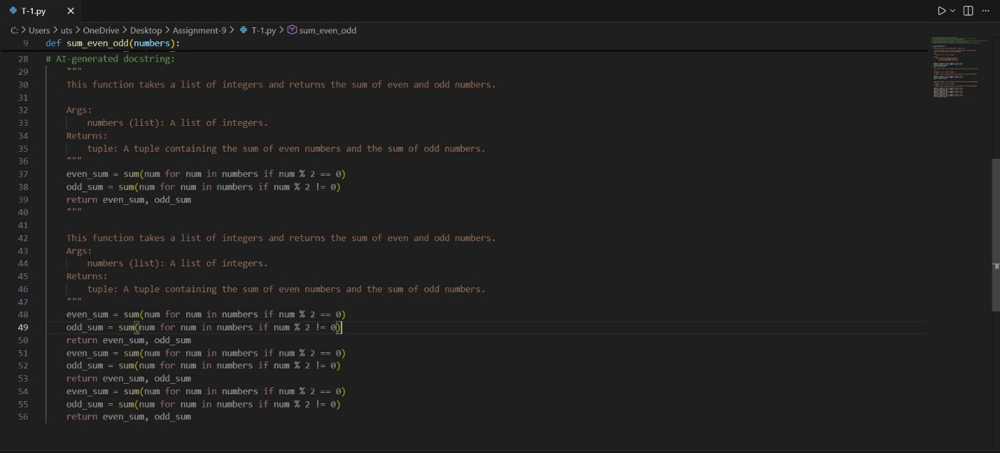 T-1.py
C: > Users > uts > OneDrive > Desktop > Assignment-9 > T-1.py > sum_even_odd
9 def sum_even_odd(numbers):
28 # AI-generated docstring:
29 """
30 This function takes a list of integers and returns the sum of even and odd numbers.
31
32 Args:
33 numbers (list): A list of integers.
34 Returns:
35 tuple: A tuple containing the sum of even numbers and the sum of odd numbers.
36 """
37 even_sum = sum(num for num in numbers if num % 2 == 0)
38 odd_sum = sum(num for num in numbers if num % 2 != 0)
39 return even_sum, odd_sum
40 """
41
42 This function takes a list of integers and returns the sum of even and odd numbers.
43 Args:
44 numbers (list): A list of integers.
45 Returns:
46 tuple: A tuple containing the sum of even numbers and the sum of odd numbers.
47 """
48 even_sum = sum(num for num in numbers if num % 2 == 0)
49 odd_sum = sum(num for num in numbers if num % 2 != 0)
50 return even_sum, odd_sum
51 even_sum = sum(num for num in numbers if num % 2 == 0)
52 odd_sum = sum(num for num in numbers if num % 2 != 0)
53 return even_sum, odd_sum
54 even_sum = sum(num for num in numbers if num % 2 == 0)
55 odd_sum = sum(num for num in numbers if num % 2 != 0)
56 return even_sum, odd_sum